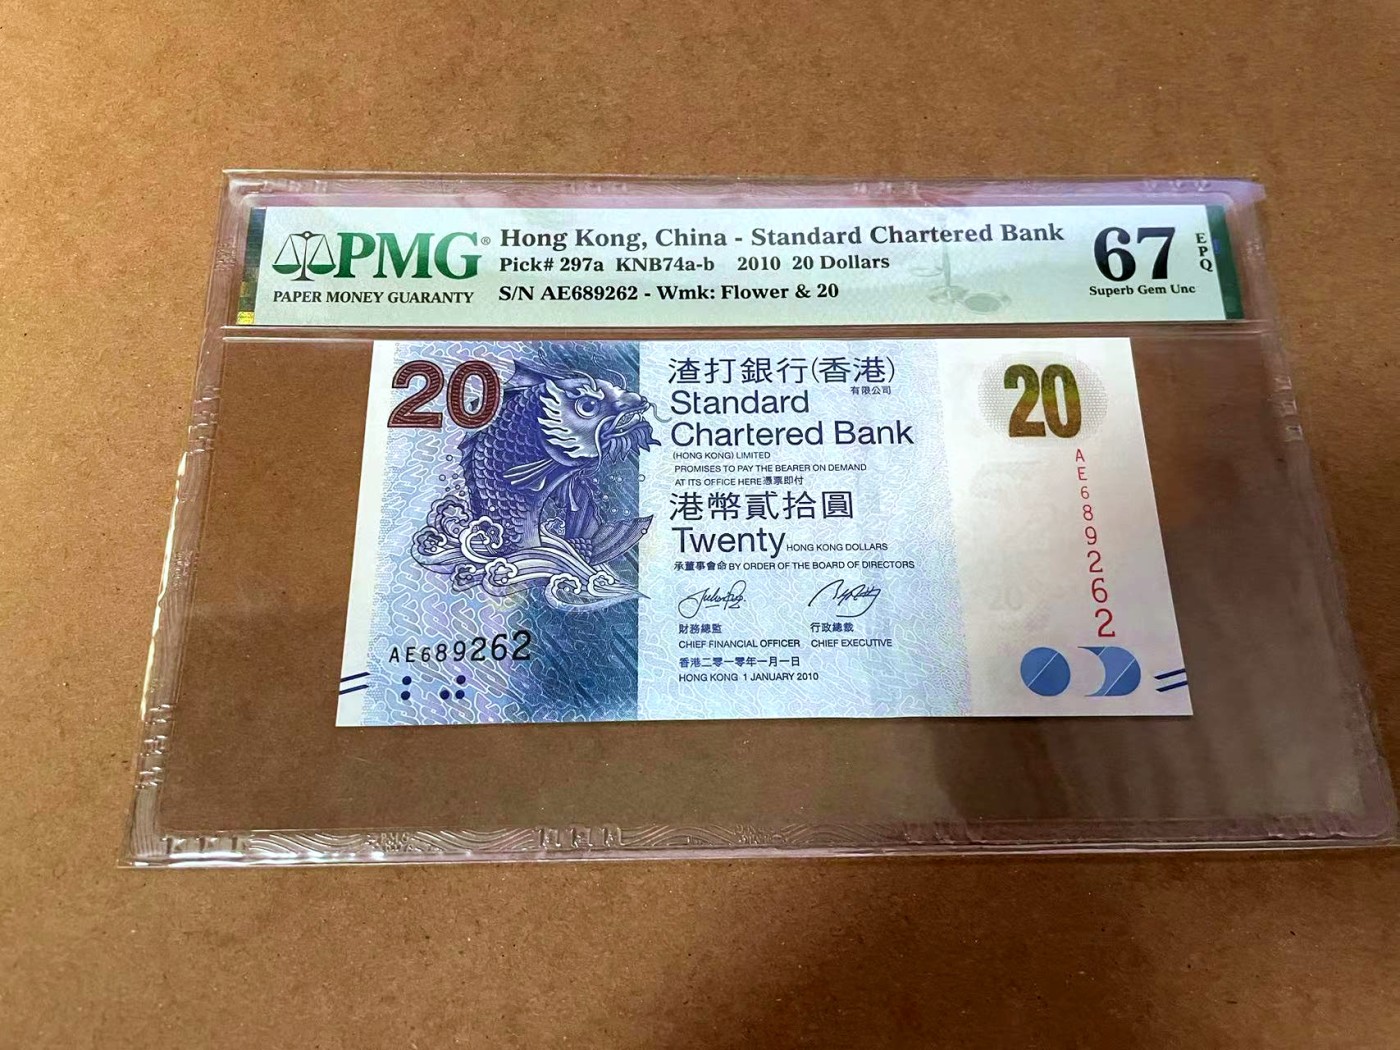 PMG®
PAPER MONEY GUARANTY
Hong Kong, China - Standard Chartered Bank
Pick# 297a KNB74a-b 2010 20 Dollars
S/N AE689262 - Wmk: Flower & 20
67
EPQ
Superb Gem Unc
20
渣打銀行(香港)
有限公司
Standard
Chartered Bank
(HONG KONG) LIMITED
PROMISES TO PAY THE BEARER ON DEMAND
AT ITS OFFICE HERE憑票即付
港幣貳拾圓
Twenty HONG KONG DOLLARS
承董事會命 BY ORDER OF THE BOARD OF DIRECTORS
財務總監 行政總裁
CHIEF FINANCIAL OFFICER CHIEF EXECUTIVE
香港二零一零年一月一日
HONG KONG 1 JANUARY 2010
AE689262
20
AE689262